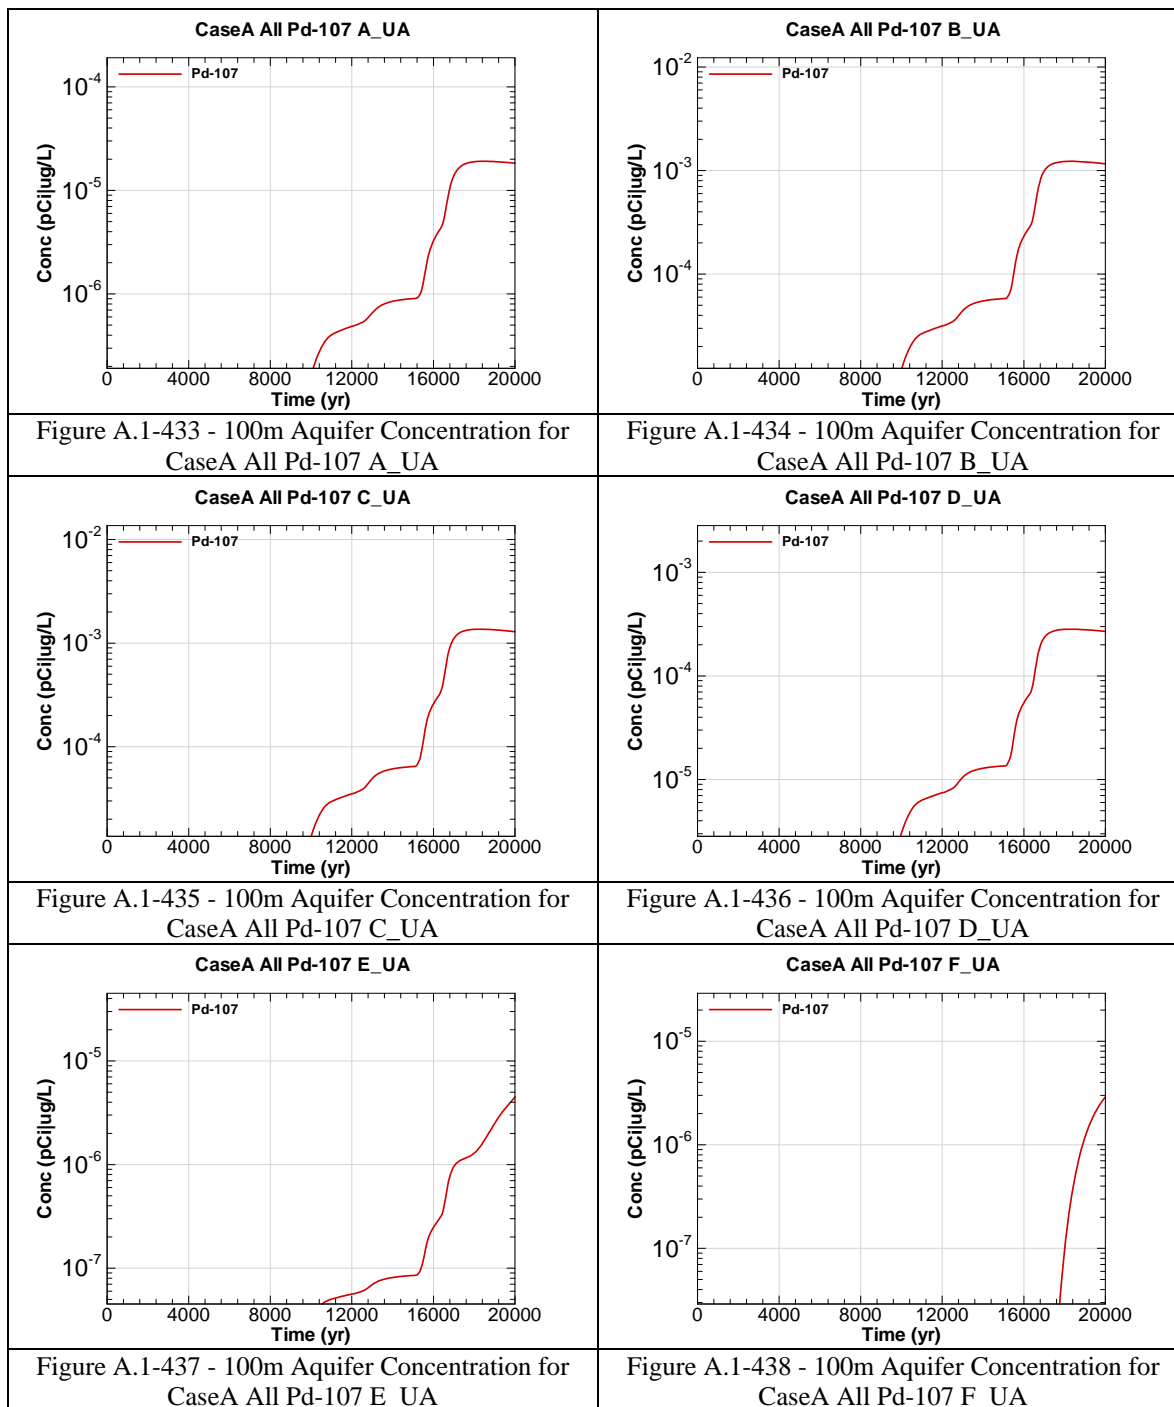 CaseA All Pd-107 A_UA
Pd-107
10-4
10-5
10-6
Conc (pCi|ug/L)
0 4000 8000 12000 16000 20000
Time (yr)
Figure A.1-433 - 100m Aquifer Concentration for
CaseA All Pd-107 A_UA
CaseA All Pd-107 B_UA
Pd-107
10-2
10-3
10-4
Conc (pCi|ug/L)
0 4000 8000 12000 16000 20000
Time (yr)
Figure A.1-434 - 100m Aquifer Concentration for
CaseA All Pd-107 B_UA
CaseA All Pd-107 C_UA
Pd-107
10-2
10-3
10-4
Conc (pCi|ug/L)
0 4000 8000 12000 16000 20000
Time (yr)
Figure A.1-435 - 100m Aquifer Concentration for
CaseA All Pd-107 C_UA
CaseA All Pd-107 D_UA
Pd-107
10-3
10-4
10-5
Conc (pCi|ug/L)
0 4000 8000 12000 16000 20000
Time (yr)
Figure A.1-436 - 100m Aquifer Concentration for
CaseA All Pd-107 D_UA
CaseA All Pd-107 E_UA
Pd-107
10-5
10-6
10-7
Conc (pCi|ug/L)
0 4000 8000 12000 16000 20000
Time (yr)
Figure A.1-437 - 100m Aquifer Concentration for
CaseA All Pd-107 E_UA
CaseA All Pd-107 F_UA
Pd-107
10-5
10-6
10-7
Conc (pCi|ug/L)
0 4000 8000 12000 16000 20000
Time (yr)
Figure A.1-438 - 100m Aquifer Concentration for
CaseA All Pd-107 F_UA